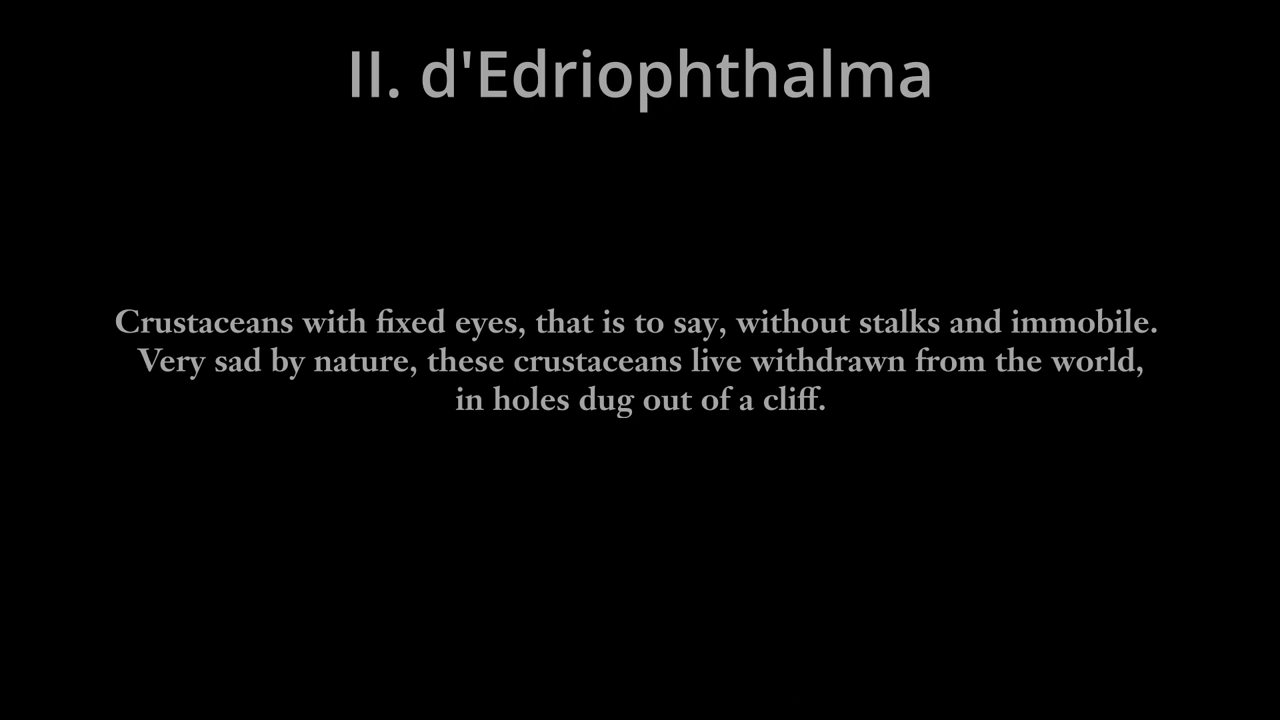 II. d'Edriophthalma
Crustaceans with fixed eyes, that is to say, without stalks and immobile.
Very sad by nature, these crustaceans live withdrawn from the world,
in holes dug out of a cliff.